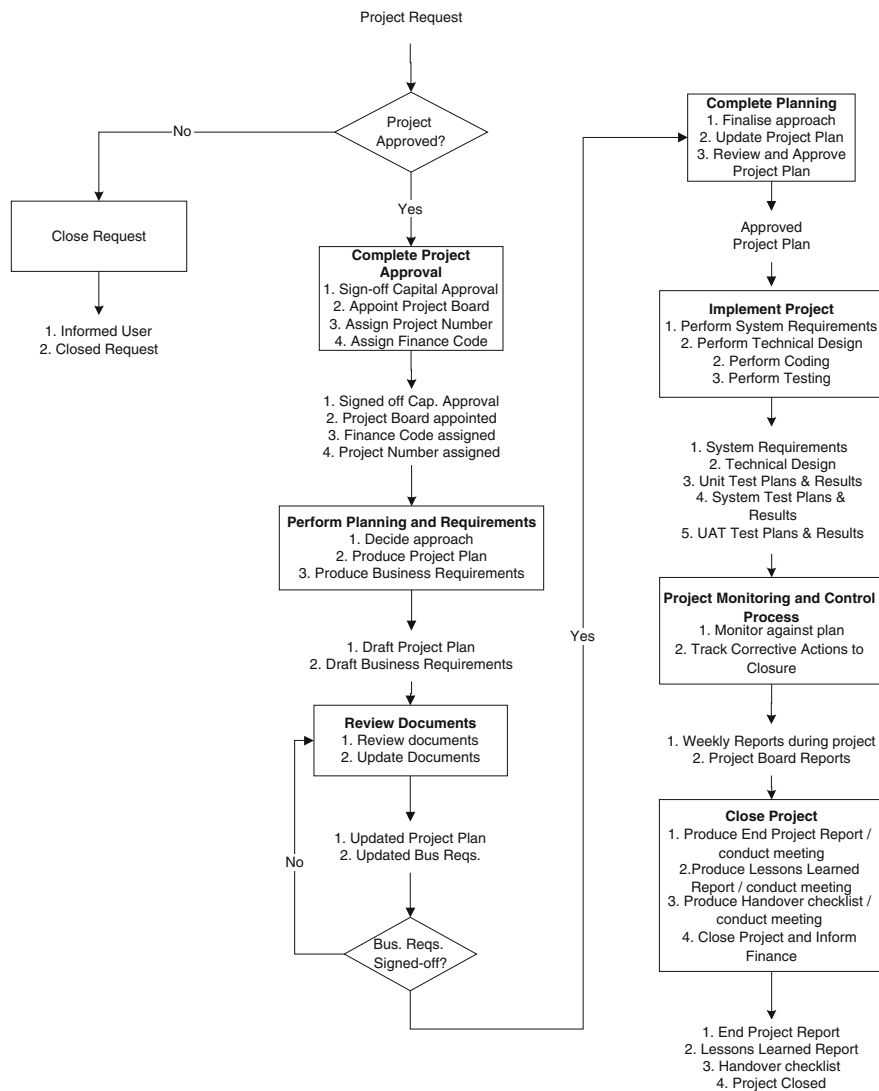 Project Request
Project
Approved?
No
Yes
Close Request
1. Informed User
2. Closed Request
Complete Project
Approval
1. Sign-off Capital Approval
2. Appoint Project Board
3. Assign Project Number
4. Assign Finance Code
1. Signed off Cap. Approval
2. Project Board appointed
3. Finance Code assigned
4. Project Number assigned
Perform Planning and Requirements
1. Decide approach
2. Produce Project Plan
3. Produce Business Requirements
1. Draft Project Plan
2. Draft Business Requirements
Review Documents
1. Review documents
2. Update Documents
1. Updated Project Plan
2. Updated Bus Reqs.
No
Bus. Reqs.
Signed-off?
Yes
Complete Planning
1. Finalise approach
2. Update Project Plan
3. Review and Approve
Project Plan
Approved
Project Plan
Implement Project
1. Perform System Requirements
2. Perform Technical Design
2. Perform Coding
3. Perform Testing
1. System Requirements
2. Technical Design
3. Unit Test Plans & Results
4. System Test Plans &
Results
5. UAT Test Plans & Results
Project Monitoring and Control
Process
1. Monitor against plan
2. Track Corrective Actions to
Closure
1. Weekly Reports during project
2. Project Board Reports
Close Project
1. Produce End Project Report /
conduct meeting
2.Produce Lessons Learned
Report / conduct meeting
3. Produce Handover checklist /
conduct meeting
4. Close Project and Inform
Finance
1. End Project Report
2. Lessons Learned Report
3. Handover checklist
4. Project Closed